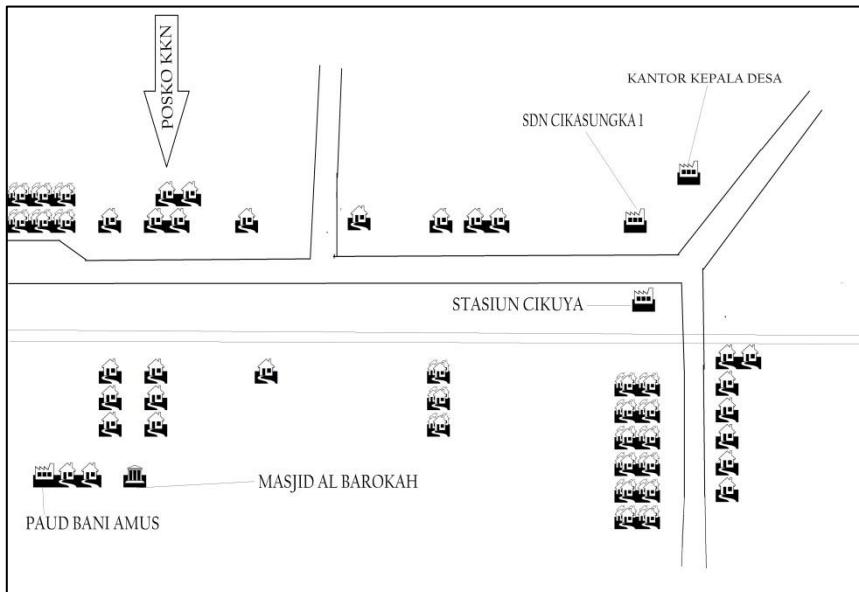 POSKO KKN
KANTOR KEPALA DESA
SDN CIKASUNGKA 1
STASIUN CIKUYA
MASJID AL BAROKAH
PAUD BANI AMUS